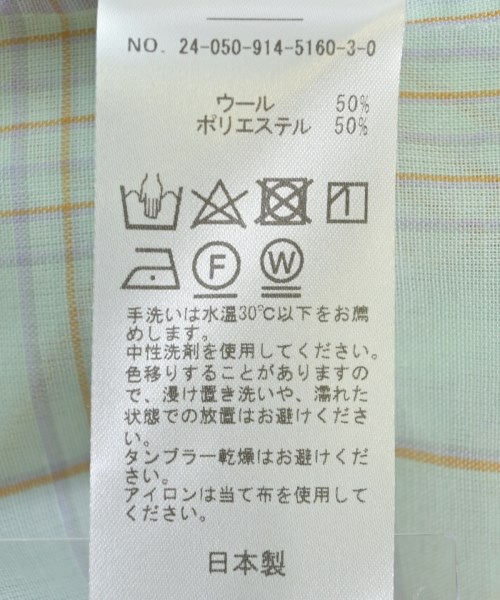 NO. 24-050-914-5160-3-0
ウール 50%
ポリエステル 50%
F
W
手洗いは水温30℃以下をお薦
めします。
中性洗剤を使用してください。
色移りすることがありますの
で、浸け置き洗いや、濡れた
状態での放置はお避けくださ
い。
タンブラー乾燥はお避けくだ
さい。
アイロンは当て布を使用して
ください。
日本製